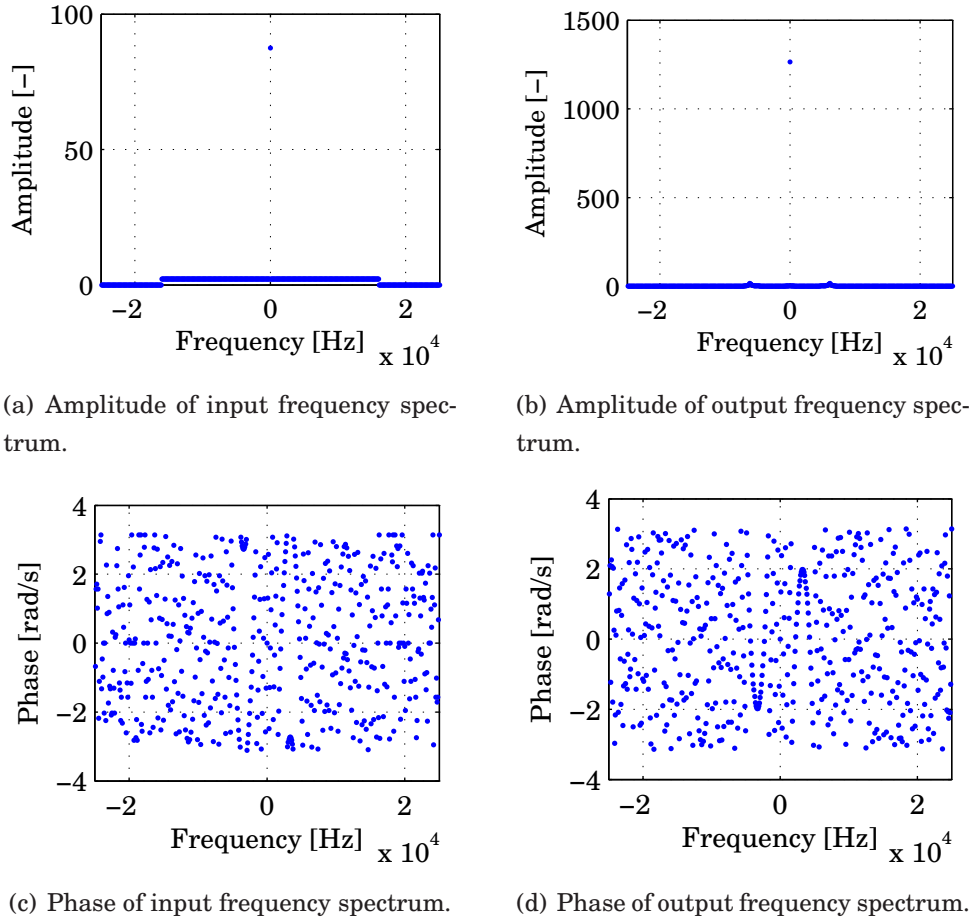 100
50
0
Amplitude [−]
−2
0
2
Frequency [Hz]
x 10^4
(a) Amplitude of input frequency spec-
trum.
1500
1000
500
0
Amplitude [−]
−2
0
2
Frequency [Hz]
x 10^4
(b) Amplitude of output frequency spec-
trum.
4
2
0
−2
−4
Phase [rad/s]
−2
0
2
Frequency [Hz]
x 10^4
(c) Phase of input frequency spectrum.
4
2
0
−2
−4
Phase [rad/s]
−2
0
2
Frequency [Hz]
x 10^4
(d) Phase of output frequency spectrum.